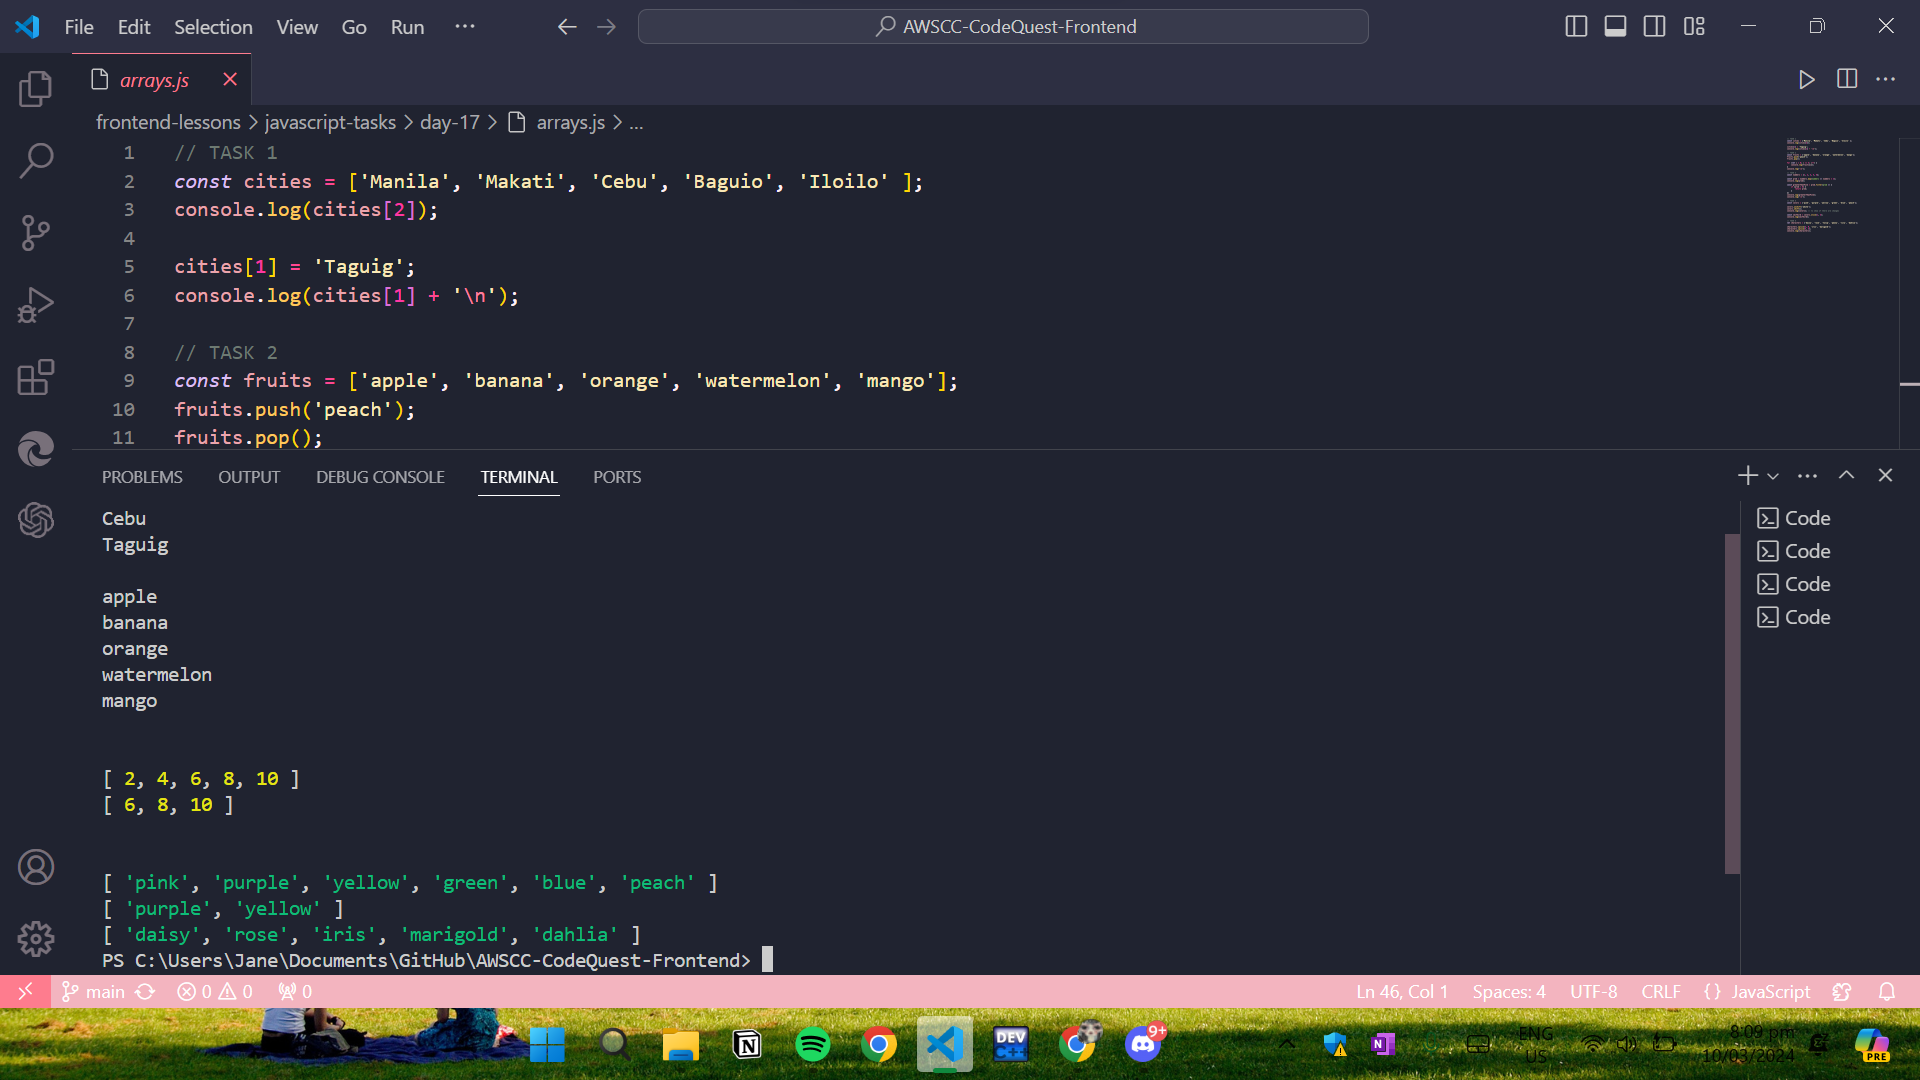 File Edit Selection View Go Run ···
AWSCC-CodeQuest-Frontend
arrays.js
frontend-lessons > javascript-tasks > day-17 > arrays.js > ...
1 // TASK 1
2 const cities = ['Manila', 'Makati', 'Cebu', 'Baguio', 'Iloilo' ];
3 console.log(cities[2]);
4
5 cities[1] = 'Taguig';
6 console.log(cities[1] + '\n');
7
8 // TASK 2
9 const fruits = ['apple', 'banana', 'orange', 'watermelon', 'mango'];
10 fruits.push('peach');
11 fruits.pop();
PROBLEMS OUTPUT DEBUG CONSOLE TERMINAL PORTS
Cebu
Taguig
apple
banana
orange
watermelon
mango
[ 2, 4, 6, 8, 10 ]
[ 6, 8, 10 ]
[ 'pink', 'purple', 'yellow', 'green', 'blue', 'peach' ]
[ 'purple', 'yellow' ]
[ 'daisy', 'rose', 'iris', 'marigold', 'dahlia' ]
PS C:\Users\Jane\Documents\GitHub\AWSCC-CodeQuest-Frontend>
Code
Code
Code
Code
main 0 0 0 Ln 46, Col 1 Spaces: 4 UTF-8 CRLF {} JavaScript
DEV C++
9+
N
ENG
US
8:09 pm
10/03/2024
PRE